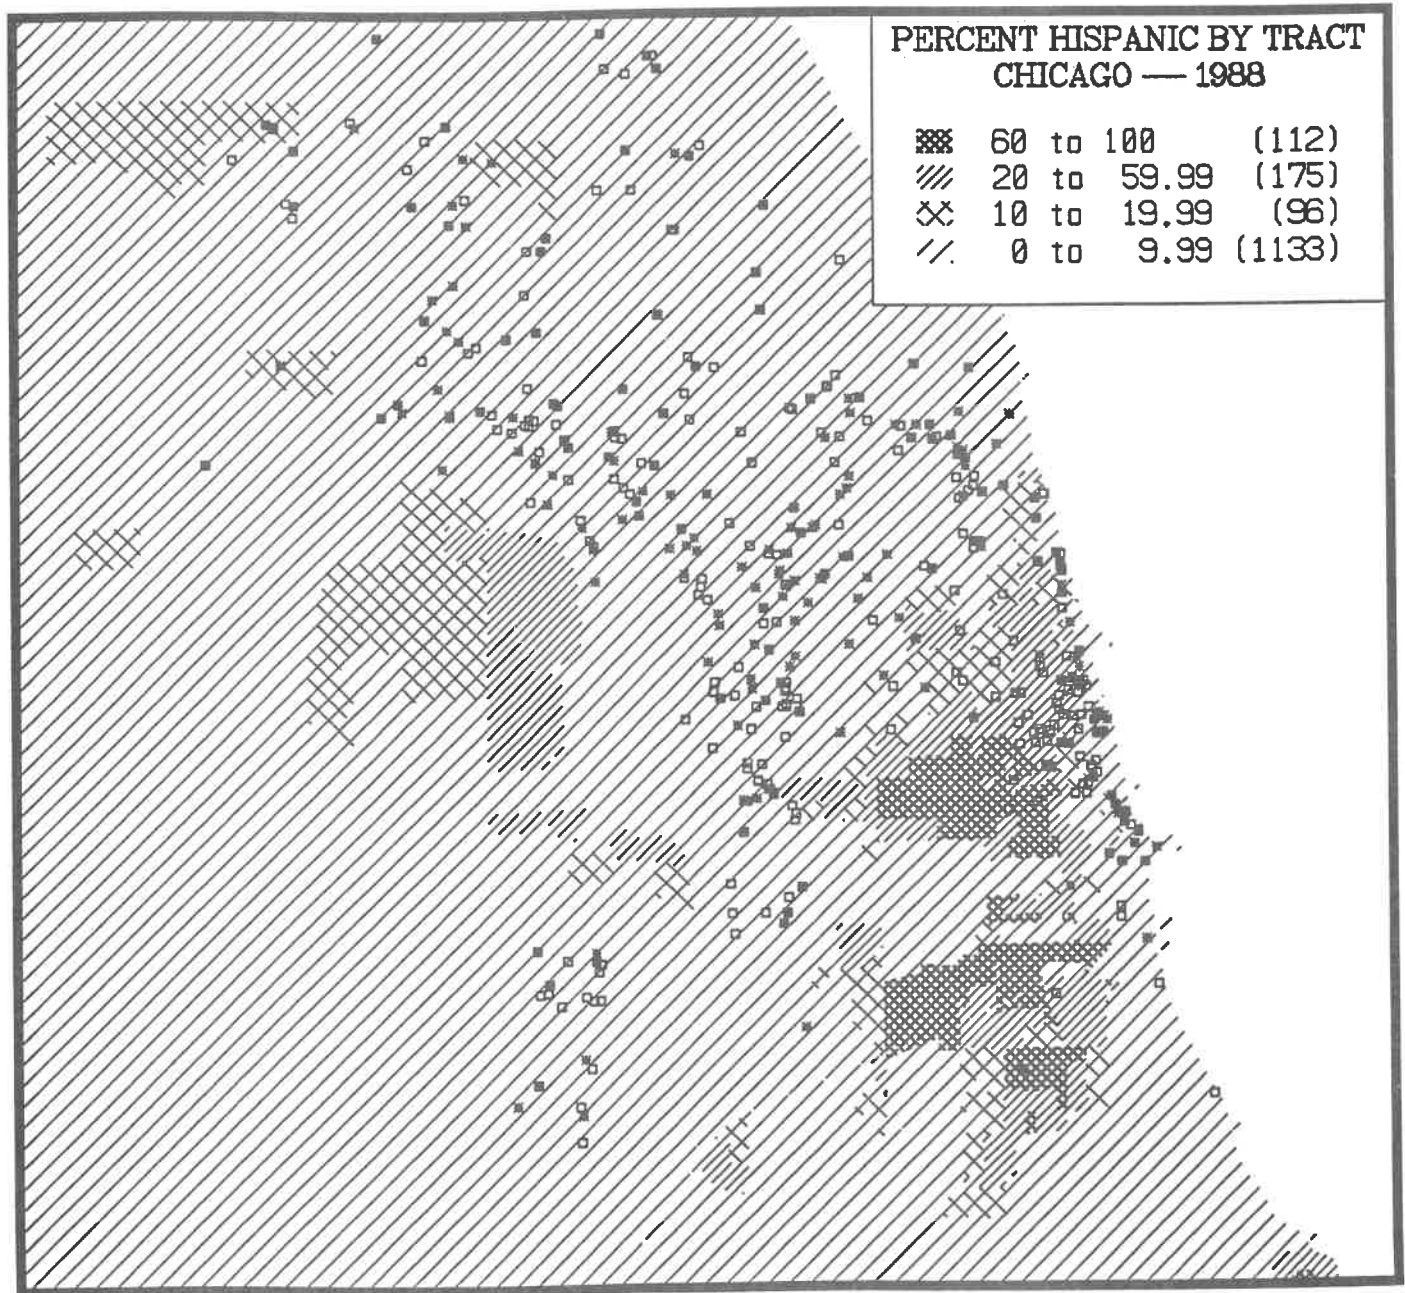 PERCENT HISPANIC BY TRACT
CHICAGO — 1988
60 to 100 (112)
20 to 59.99 (175)
10 to 19.99 (96)
0 to 9.99 (1133)